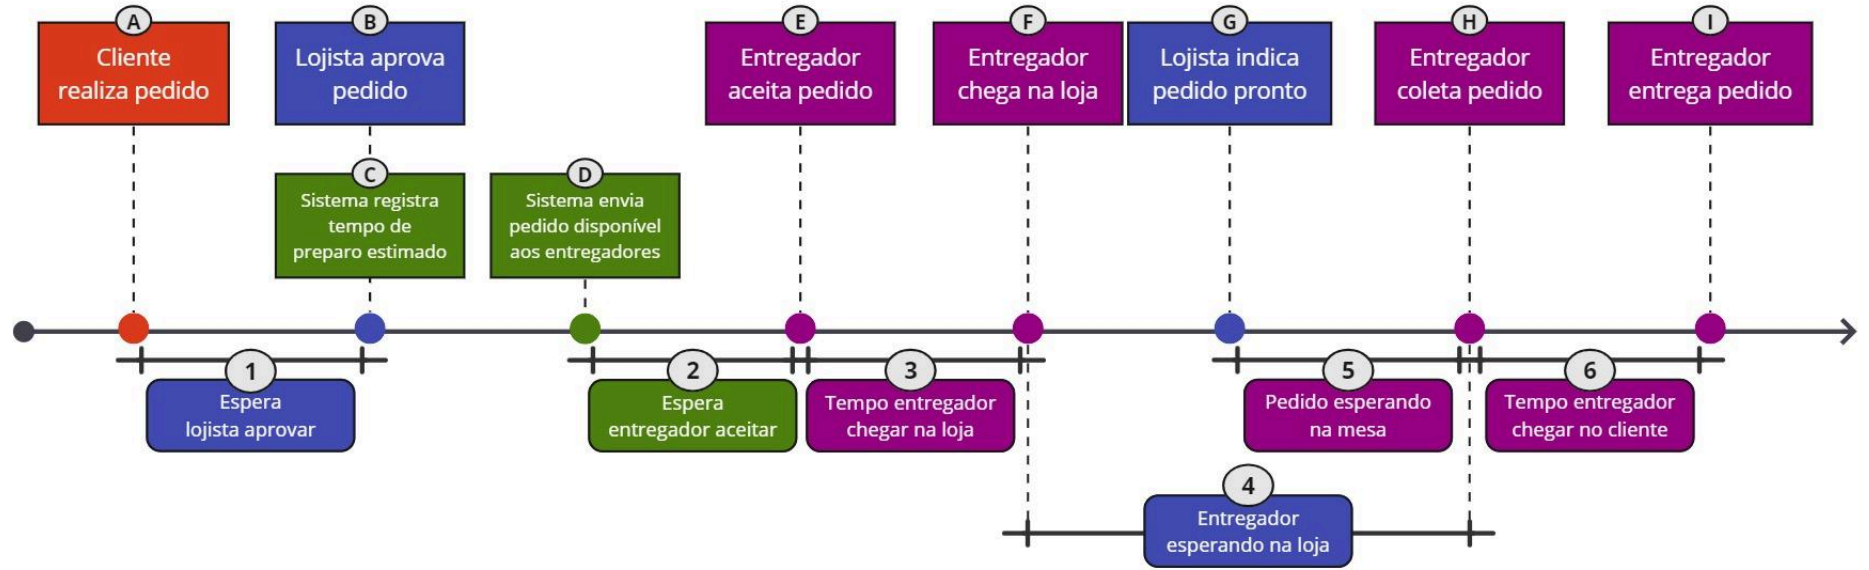 A
Cliente
realiza pedido
B
Lojista aprova
pedido
C
Sistema registra
tempo de
preparo estimado
D
Sistema envia
pedido disponível
aos entregadores
E
Entregador
aceita pedido
F
Entregador
chega na loja
G
Lojista indica
pedido pronto
H
Entregador
coleta pedido
I
Entregador
entrega pedido
1
Espera
lojista aprovar
2
Espera
entregador aceitar
3
Tempo entregador
chegar na loja
4
Entregador
esperando na loja
5
Pedido esperando
na mesa
6
Tempo entregador
chegar no cliente